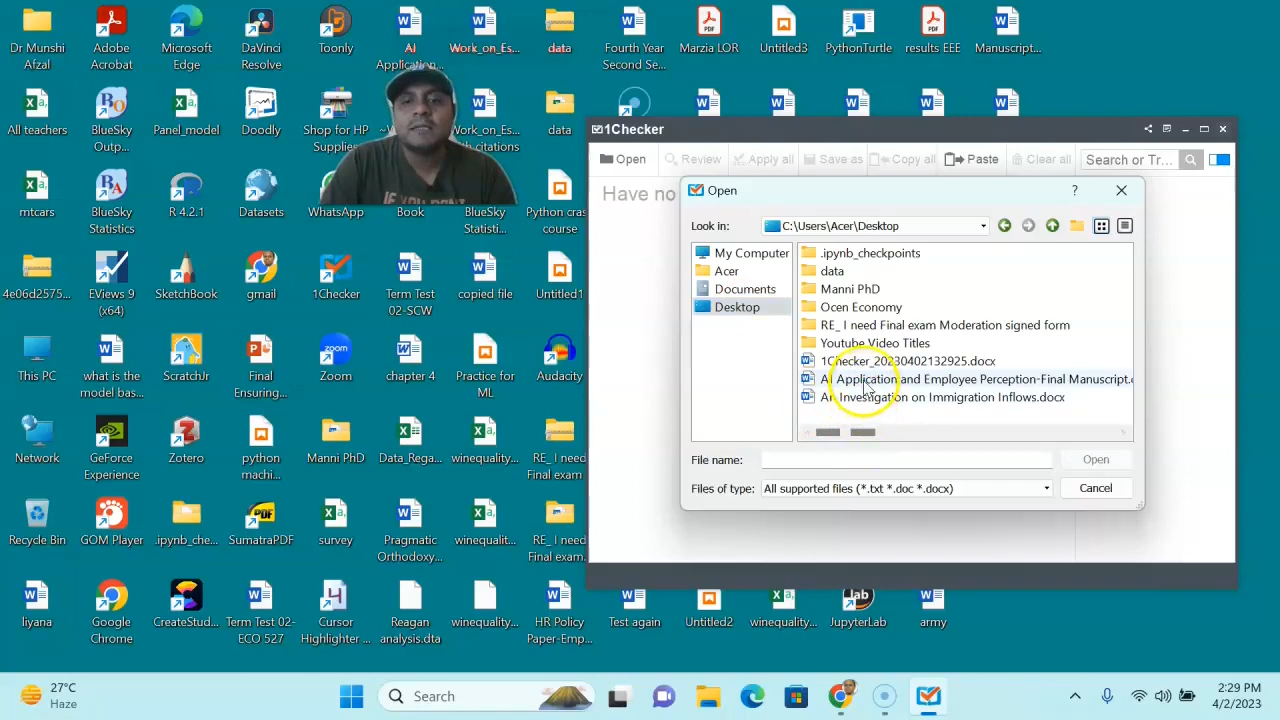 Dr Munshi Afzal
Adobe Acrobat
Microsoft Edge
DaVinci Resolve
Toonly
AI Application...
Work_on_Es...
data
Fourth Year Second Se...
Marzia LOR
Untitled3
PythonTurtle
results EEE
Manuscript...
All teachers
BlueSky Outp...
Panel_model
Doodly
Shop for HP Supplies
data
mtcars
BlueSky Statistics
R 4.2.1
Datasets
WhatsApp
Book
BlueSky Statisti...
Python cras course
4e06d2575...
EViews 9 (x64)
SketchBook
gmail
1Checker
Term Test 02-SCW
copied file
Untitled1
This PC
what is the model bas...
ScratchJr
Final Ensuring...
Zoom
chapter 4
Practice for ML
Audacity
Network
GeForce Experience
Zotero
python machi...
Manni PhD
Data_Rega...
winequality...
RE_ I need Final exam
Recycle Bin
GOM Player
.ipynb_che...
SumatraPDF
survey
Pragmatic Orthodoxy...
winequalit...
RE_ I need Final exam...
liyana
Google Chrome
CreateStud...
Term Test 02-ECO 527
Cursor Highlighter ...
Reagan analysis.dta
winequality...
HR Policy Paper-Emp...
Test again
Untitled2
winequality...
JupyterLab
army
1Checker
Open
Review
Apply all
Save as
Copy all
Paste
Clear all
Search or Tr...
Have no
Open
?
Look in:
C:\Users\Acer\Desktop
My Computer
Acer
Documents
Desktop
.ipynb_checkpoints
data
Manni PhD
Ocen Economy
RE_ I need Final exam Moderation signed form
Youtube Video Titles
1Checker_20230402132925.docx
AI Application and Employee Perception-Final Manuscript.
An Investigation on Immigration Inflows.docx
File name:
Open
Files of type:
All supported files (*.txt *.doc *.docx)
Cancel
27°C
Haze
Search
2:29 PM
4/2/2023